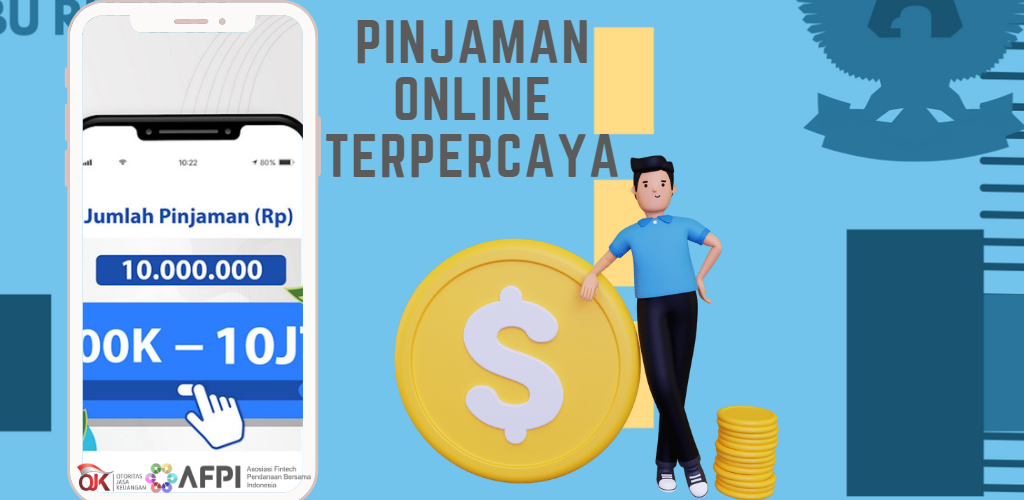 PINJAMAN
ONLINE
TERPERCAYA
10:22
80%
Jumlah Pinjaman (Rp)
10.000.000
00K – 10J
OJK
OTORITAS
JASA
KEUANGAN
AFPI
Asosiasi Fintech
Pendanaan Bersama
Indonesia